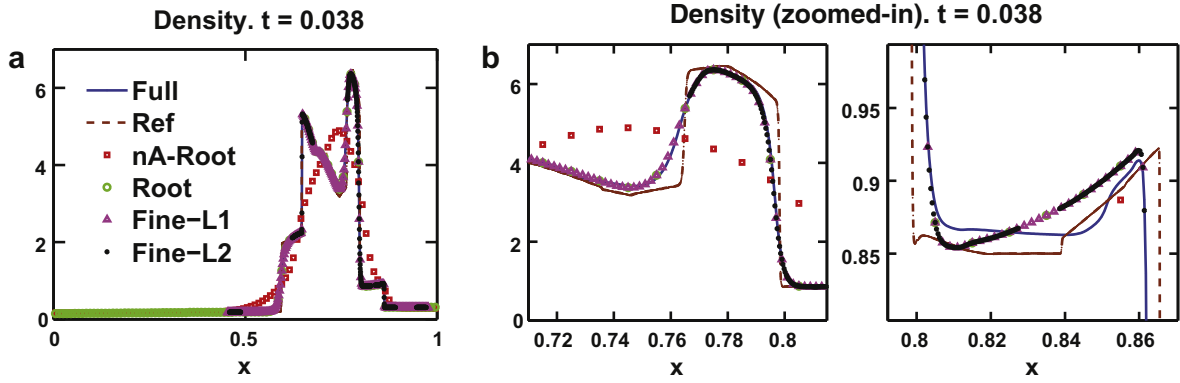 Density. t = 0.038
Density (zoomed-in). t = 0.038
a
Full
Ref
nA-Root
Root
Fine−L1
Fine−L2
6
4
2
0
0
0.5
1
x
b
6
4
2
0
0.72
0.74
0.76
0.78
0.8
x
0.95
0.9
0.85
0.8
0.82
0.84
0.86
x